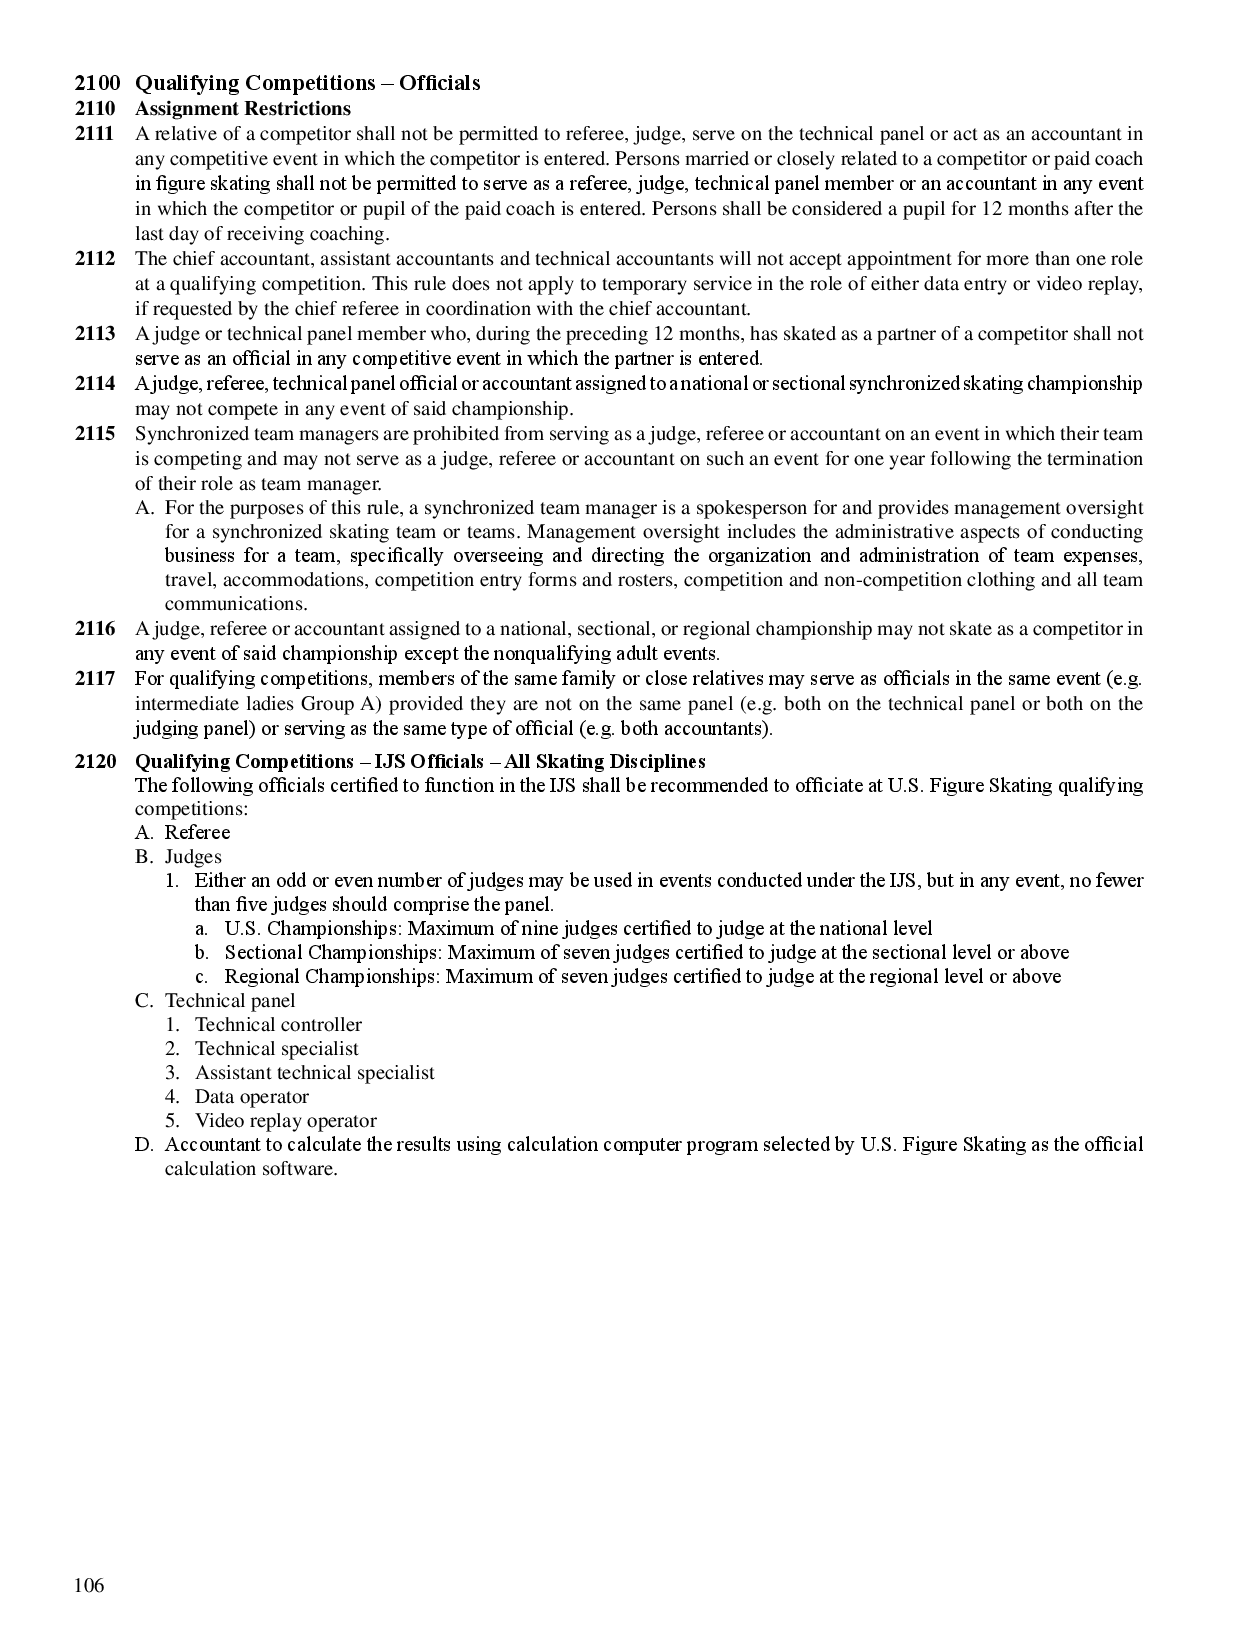 2100 Qualifying Competitions – Officials
2110 Assignment Restrictions
2111 A relative of a competitor shall not be permitted to referee, judge, serve on the technical panel or act as an accountant in
any competitive event in which the competitor is entered. Persons married or closely related to a competitor or paid coach
in figure skating shall not be permitted to serve as a referee, judge, technical panel member or an accountant in any event
in which the competitor or pupil of the paid coach is entered. Persons shall be considered a pupil for 12 months after the
last day of receiving coaching.
2112 The chief accountant, assistant accountants and technical accountants will not accept appointment for more than one role
at a qualifying competition. This rule does not apply to temporary service in the role of either data entry or video replay,
if requested by the chief referee in coordination with the chief accountant.
2113 A judge or technical panel member who, during the preceding 12 months, has skated as a partner of a competitor shall not
serve as an official in any competitive event in which the partner is entered.
2114 A judge, referee, technical panel official or accountant assigned to a national or sectional synchronized skating championship
may not compete in any event of said championship.
2115 Synchronized team managers are prohibited from serving as a judge, referee or accountant on an event in which their team
is competing and may not serve as a judge, referee or accountant on such an event for one year following the termination
of their role as team manager.
A. For the purposes of this rule, a synchronized team manager is a spokesperson for and provides management oversight
for a synchronized skating team or teams. Management oversight includes the administrative aspects of conducting
business for a team, specifically overseeing and directing the organization and administration of team expenses,
travel, accommodations, competition entry forms and rosters, competition and non-competition clothing and all team
communications.
2116 A judge, referee or accountant assigned to a national, sectional, or regional championship may not skate as a competitor in
any event of said championship except the nonqualifying adult events.
2117 For qualifying competitions, members of the same family or close relatives may serve as officials in the same event (e.g.
intermediate ladies Group A) provided they are not on the same panel (e.g. both on the technical panel or both on the
judging panel) or serving as the same type of official (e.g. both accountants).
2120 Qualifying Competitions – IJS Officials – All Skating Disciplines
The following officials certified to function in the IJS shall be recommended to officiate at U.S. Figure Skating qualifying
competitions:
A. Referee
B. Judges
1. Either an odd or even number of judges may be used in events conducted under the IJS, but in any event, no fewer
than five judges should comprise the panel.
a. U.S. Championships: Maximum of nine judges certified to judge at the national level
b. Sectional Championships: Maximum of seven judges certified to judge at the sectional level or above
c. Regional Championships: Maximum of seven judges certified to judge at the regional level or above
C. Technical panel
1. Technical controller
2. Technical specialist
3. Assistant technical specialist
4. Data operator
5. Video replay operator
D. Accountant to calculate the results using calculation computer program selected by U.S. Figure Skating as the official
calculation software.
106